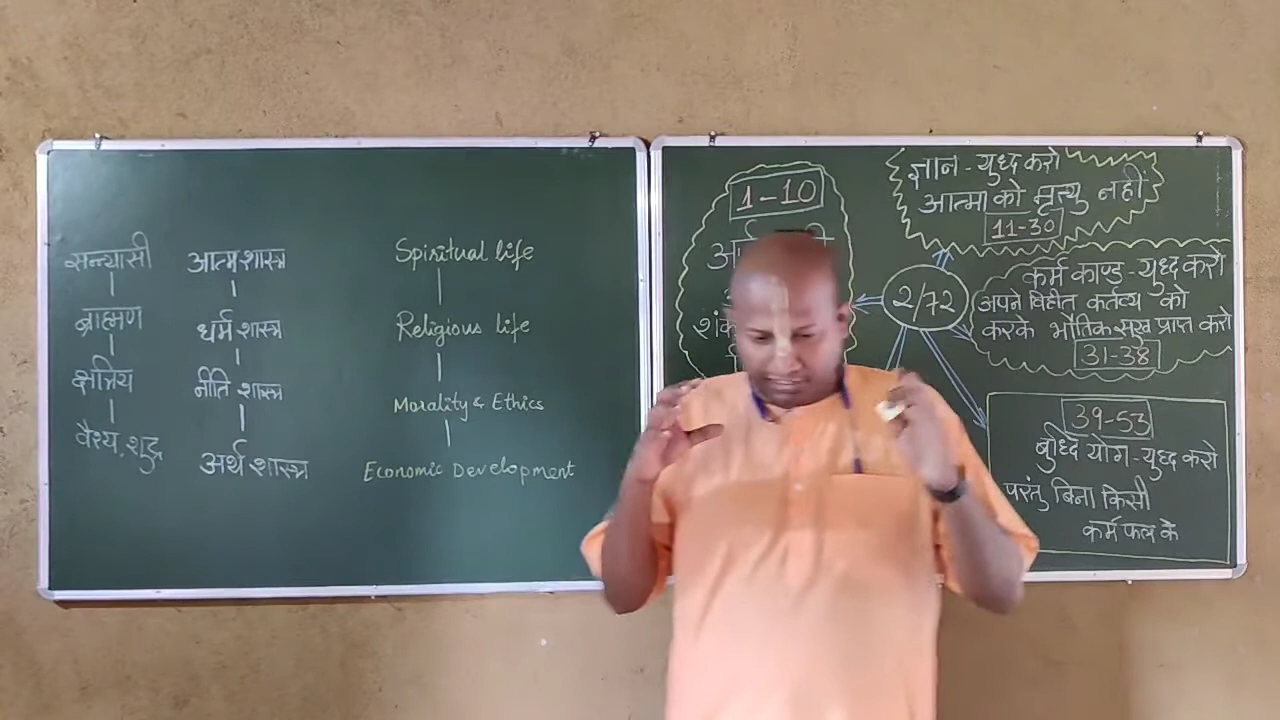 सन्यासी आत्म शास्त्र Spiritual life
ब्राह्मण धर्म शास्त्र Religious life
क्षत्रिय नीति शास्त्र Morality & Ethics
वैश्य, शुद्र अर्थ शास्त्र Economic Development
1-10
शंक
2/72
ज्ञान - युध्द करो
आत्मा को मृत्यु नहीं
11-30
कर्म काण्ड - युध्द करो
अपने विहीत कर्तव्य को
करके भौतिक सुख प्राप्त करो
31-38
39-53
बुध्दि योग - युध्द करो
परंतु बिना किसी
कर्म फल के